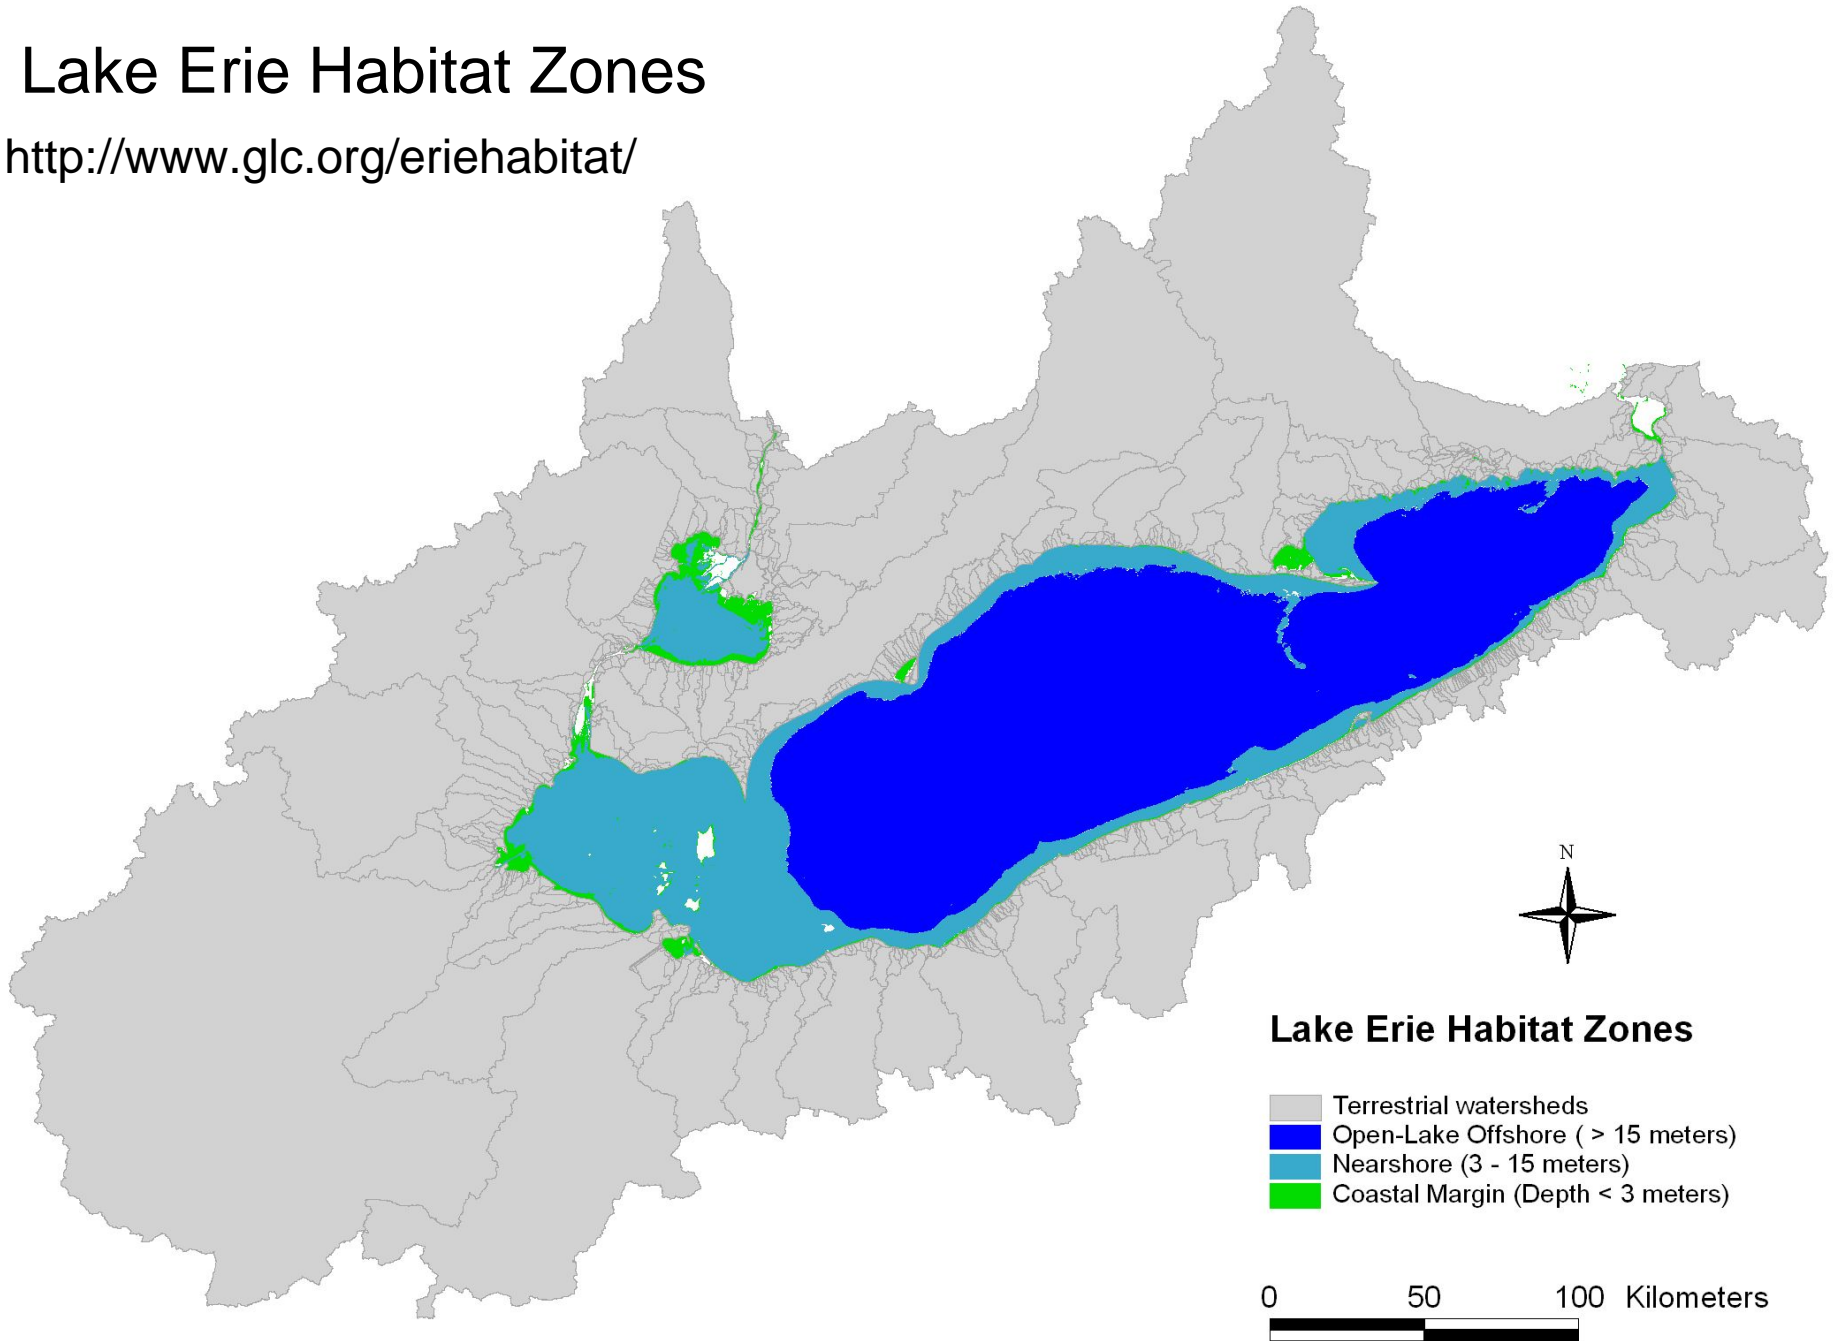 Lake Erie Habitat Zones
http://www.glc.org/eriehabitat/
N
Lake Erie Habitat Zones
Terrestrial watersheds
Open-Lake Offshore ( > 15 meters)
Nearshore (3 - 15 meters)
Coastal Margin (Depth < 3 meters)
0 50 100 Kilometers